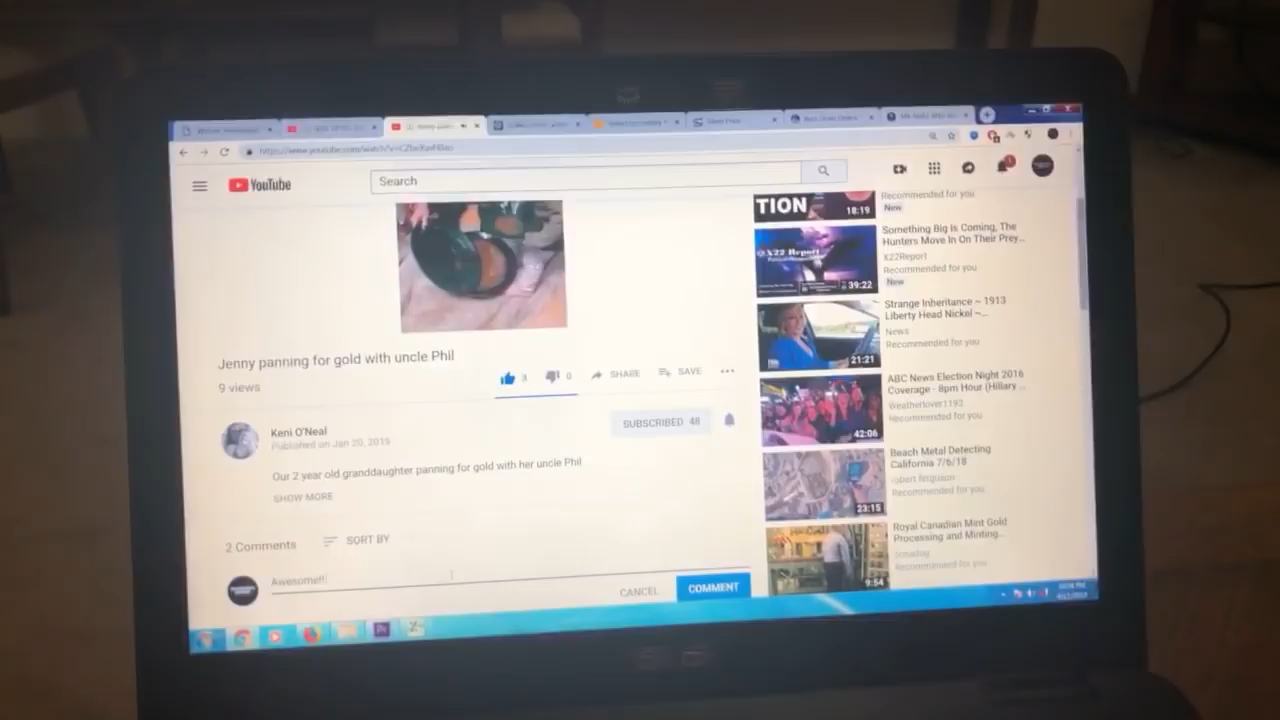 YouTube
Search
Jenny panning for gold with uncle Phil
9 views
3
0
SHARE
SAVE
Keni O'Neal
Published on Jan 20, 2019
SUBSCRIBED 48
Our 2 year old granddaughter panning for gold with her uncle Phil
SHOW MORE
2 Comments
SORT BY
Awesome!!
CANCEL
COMMENT
TION
18:19
Recommended for you
New
X22 Report
39:22
Something Big Is Coming, The
Hunters Move In On Their Prey...
X22Report
Recommended for you
New
21:21
Strange Inheritance ~ 1913
Liberty Head Nickel ~...
News
Recommended for you
42:06
ABC News Election Night 2016
Coverage - 8pm Hour (Hillary ...
Weatherlover1193
Recommended for you
23:15
Beach Metal Detecting
California 7/6/18
robert ferguson
Recommended for you
9:54
Royal Canadian Mint Gold
Processing and Minting...
Recommended for you
Pr